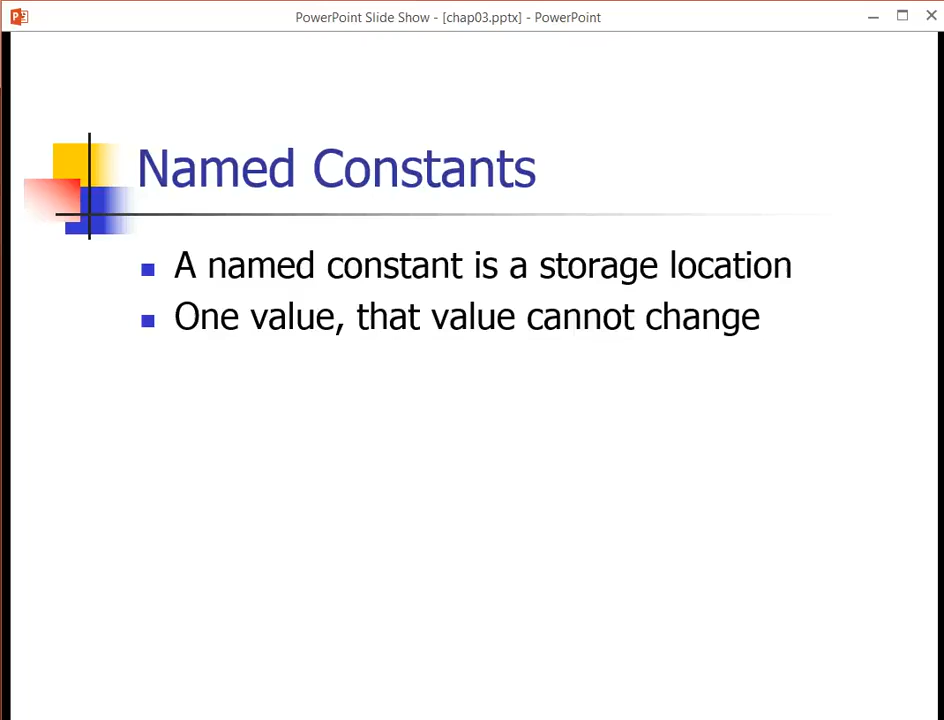 PowerPoint Slide Show - [chap03.pptx] - PowerPoint
Named Constants
A named constant is a storage location
One value, that value cannot change